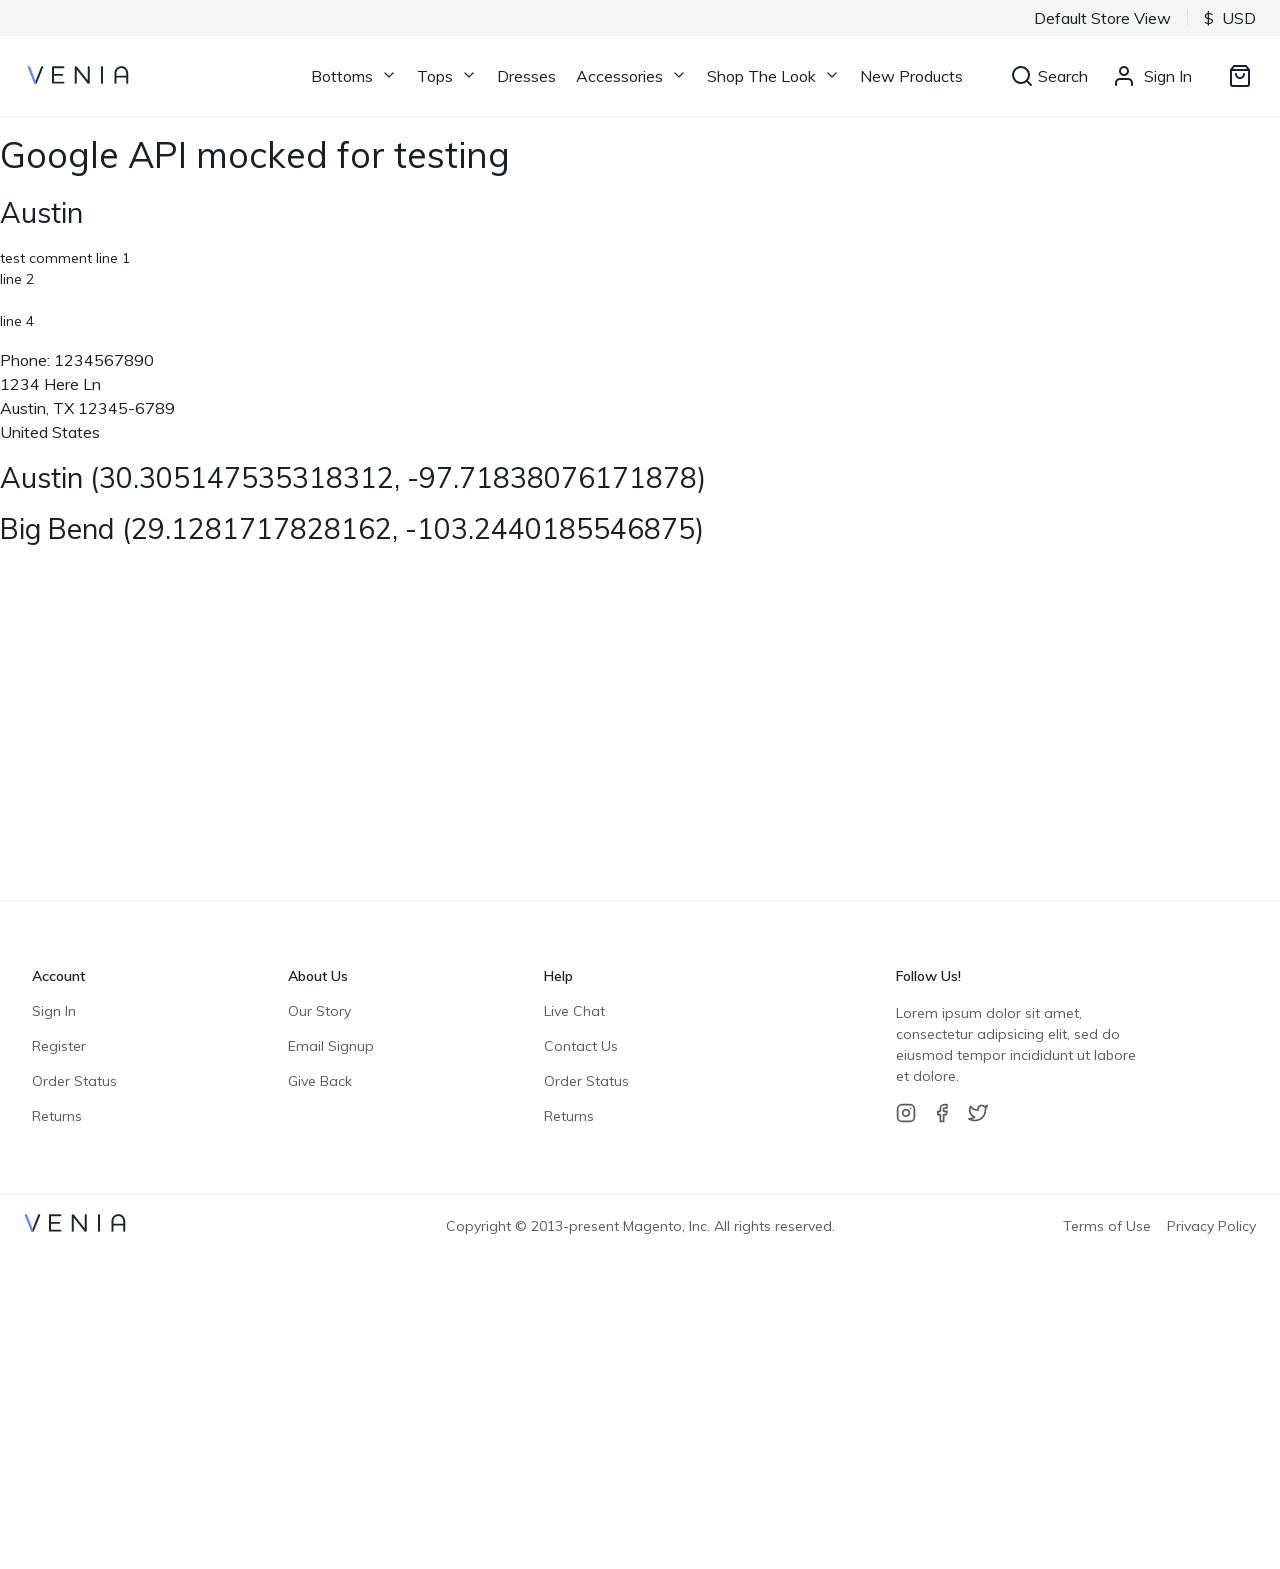 Default Store View
$ USD
VENIA
Bottoms
Tops
Dresses
Accessories
Shop The Look
New Products
Search
Sign In
Google API mocked for testing
Austin
test comment line 1
line 2
line 4
Phone: 1234567890
1234 Here Ln
Austin, TX 12345-6789
United States
Austin (30.305147535318312, -97.71838076171878)
Big Bend (29.1281717828162, -103.2440185546875)
Account
Sign In
Register
Order Status
Returns
About Us
Our Story
Email Signup
Give Back
Help
Live Chat
Contact Us
Order Status
Returns
Follow Us!
Lorem ipsum dolor sit amet,
consectetur adipsicing elit, sed do
eiusmod tempor incididunt ut labore
et dolore.
VENIA
Copyright © 2013-present Magento, Inc. All rights reserved.
Terms of Use
Privacy Policy